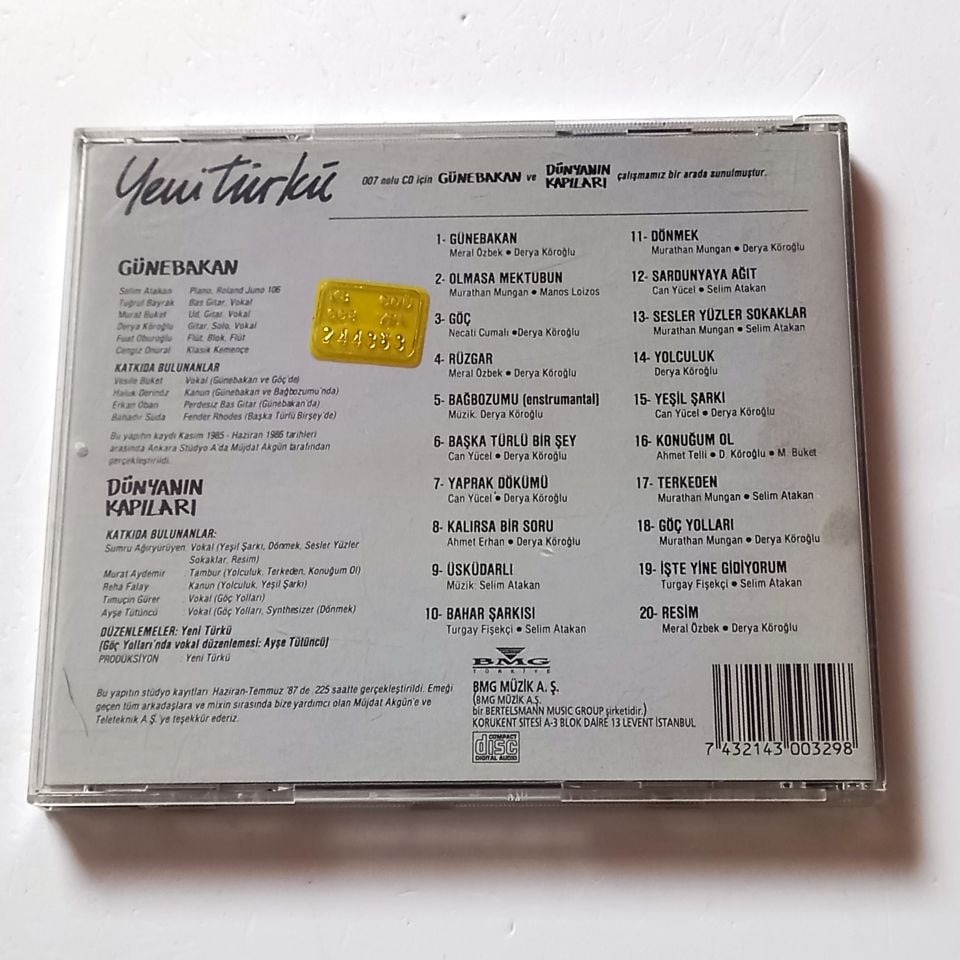 Yeni Türkü
007 nolu CD için GÜNEBAKAN ve DÜNYANIN KAPILARI çalışmamız bir arada sunulmuştur.
GÜNEBAKAN
Selim Atakan Piano, Roland Juno 106
Tuğrul Bayrak Bas Gitar, Vokal
Murat Buket Ud, Gitar, Vokal
Derya Köroğlu Gitar, Solo, Vokal
Fuat Oburoğlu Flüt, Blok, Flüt
Cengiz Onural Klasik Kemençe
KATKIDA BULUNANLAR
Vesile Buket Vokal (Günebakan ve Göç'de)
Haluk Derinöz Kanun (Günebakan ve Bağbozumu'nda)
Erkan Oban Perdesiz Bas Gitar (Günebakan'da)
Bahadır Suda Fender Rhodes (Başka Türlü Birşey'de)
Bu yapıtın kaydı Kasım 1985 - Haziran 1986 tarihleri
arasında Ankara Stüdyo A'da Müjdat Akgün tarafından
gerçekleştirildi.
DÜNYANIN
KAPILARI
KATKIDA BULUNANLAR:
Sumru Ağıryürüyen : Vokal (Yeşil Şarkı, Dönmek, Sesler Yüzler
Sokaklar, Resim)
Murat Aydemir : Tambur (Yolculuk, Terkeden, Konuğum Ol)
Reha Falay : Kanun (Yolculuk, Yeşil Şarkı)
Timuçin Gürer : Vokal (Göç Yolları)
Ayşe Tütüncü : Vokal (Göç Yolları, Synthesizer (Dönmek)
DÜZENLEMELER: Yeni Türkü
(Göç Yolları'nda vokal düzenlemesi: Ayşe Tütüncü)
PRODÜKSİYON : Yeni Türkü
Bu yapıtın stüdyo kayıtları Haziran-Temmuz '87 de 225 saatte gerçekleştirildi. Emeği
geçen tüm arkadaşlara ve mixin sırasında bize yardımcı olan Müjdat Akgün'e ve
Teleteknik A.Ş.'ye teşekkür ederiz.
244353
1- GÜNEBAKAN
Meral Özbek • Derya Köroğlu
2- OLMASA MEKTUBUN
Murathan Mungan • Manos Loizos
3- GÖÇ
Necati Cumalı • Derya Köroğlu
4- RÜZGAR
Meral Özbek • Derya Köroğlu
5- BAĞBOZUMU (enstrumantal)
Müzik: Derya Köroğlu
6- BAŞKA TÜRLÜ BİR ŞEY
Can Yücel • Derya Köroğlu
7- YAPRAK DÖKÜMÜ
Can Yücel • Derya Köroğlu
8- KALIRSA BİR SORU
Ahmet Erhan • Derya Köroğlu
9- ÜSKÜDARLI
Müzik: Selim Atakan
10- BAHAR ŞARKISI
Turgay Fişekçi • Selim Atakan
11- DÖNMEK
Murathan Mungan • Derya Köroğlu
12- SARDUNYAYA AĞIT
Can Yücel • Selim Atakan
13- SESLER YÜZLER SOKAKLAR
Murathan Mungan • Selim Atakan
14- YOLCULUK
Derya Köroğlu
15- YEŞİL ŞARKI
Can Yücel • Derya Köroğlu
16- KONUĞUM OL
Ahmet Telli • D. Köroğlu • M. Buket
17- TERKEDEN
Murathan Mungan • Selim Atakan
18- GÖÇ YOLLARI
Murathan Mungan • Derya Köroğlu
19- İŞTE YİNE GİDİYORUM
Turgay Fişekçi • Selim Atakan
20- RESİM
Meral Özbek • Derya Köroğlu
BMG
TÜRKİYE
BMG MÜZİK A. Ş.
(BMG MÜZİK A.Ş.
bir BERTELSMANN MUSIC GROUP şirketidir.)
KORUKENT SİTESİ A-3 BLOK DAİRE 13 LEVENT İSTANBUL
COMPACT
disc
DIGITAL AUDIO
7 432143 003298